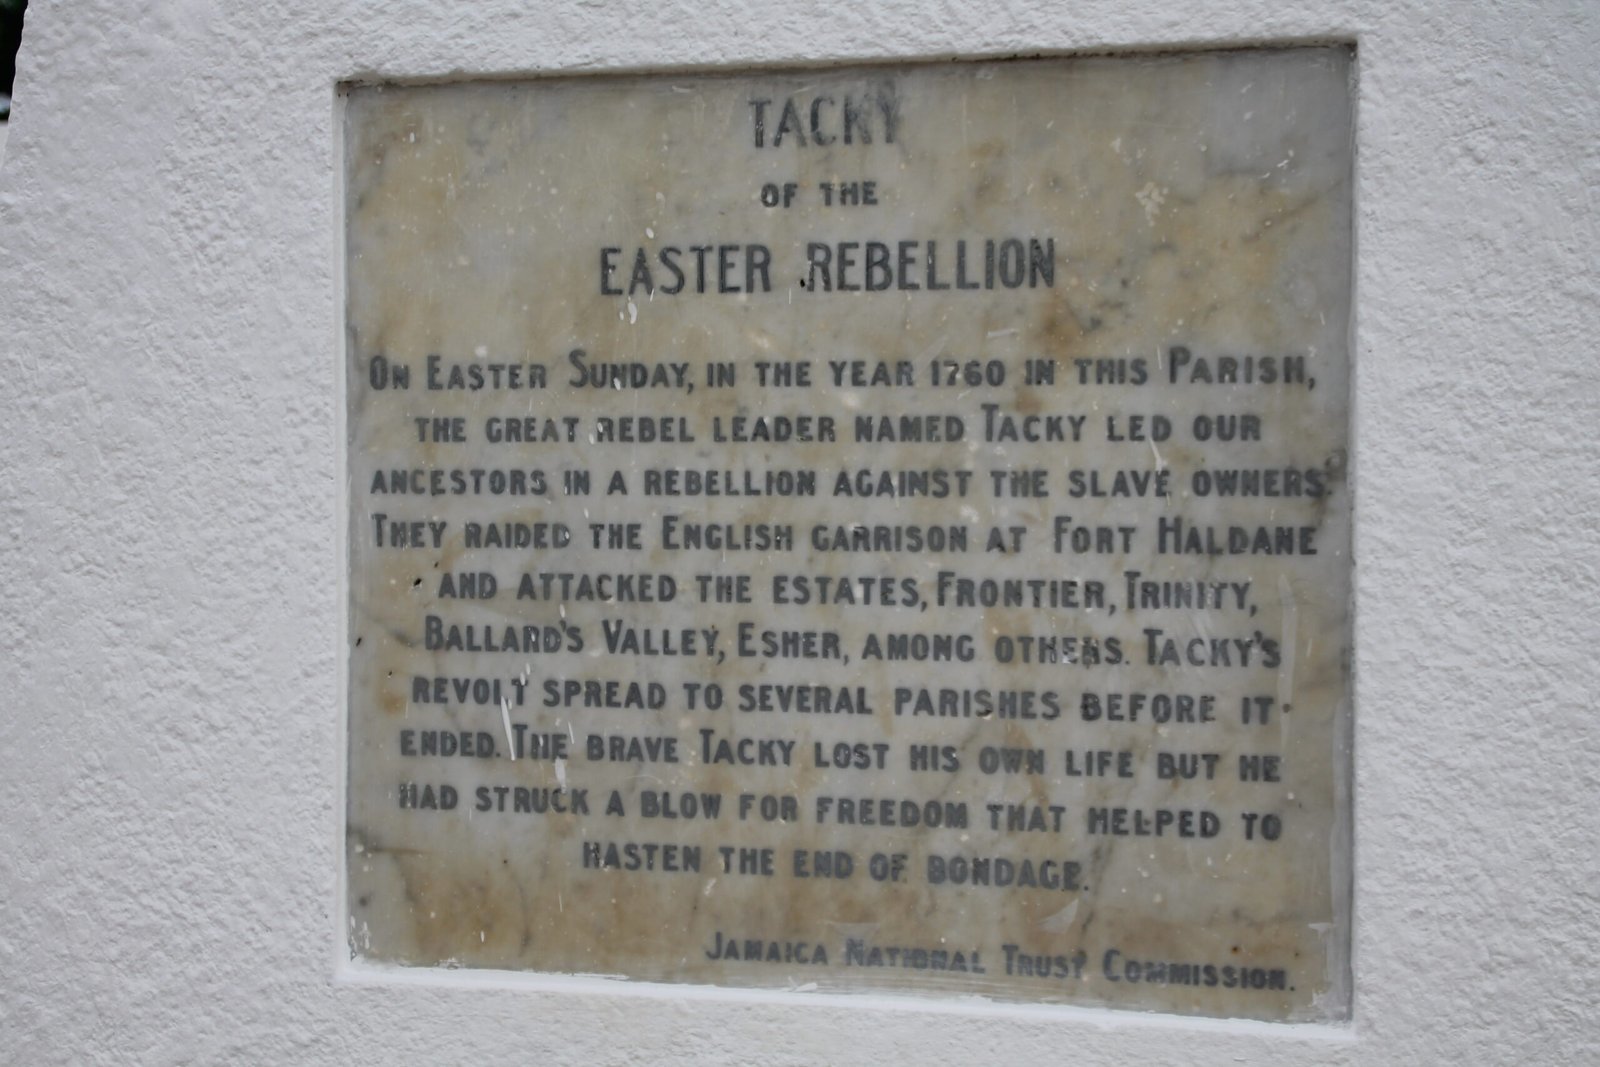 TACKY
OF THE
EASTER REBELLION
ON EASTER SUNDAY, IN THE YEAR 1760 IN THIS PARISH,
THE GREAT REBEL LEADER NAMED TACKY LED OUR
ANCESTORS IN A REBELLION AGAINST THE SLAVE OWNERS.
THEY RAIDED THE ENGLISH GARRISON AT FORT HALDANE
AND ATTACKED THE ESTATES, FRONTIER, TRINITY,
BALLARD'S VALLEY, ESHER, AMONG OTHERS. TACKY'S
REVOLT SPREAD TO SEVERAL PARISHES BEFORE IT
ENDED. THE BRAVE TACKY LOST HIS OWN LIFE BUT HE
HAD STRUCK A BLOW FOR FREEDOM THAT HELPED TO
HASTEN THE END OF BONDAGE.
JAMAICA NATIONAL TRUST COMMISSION.